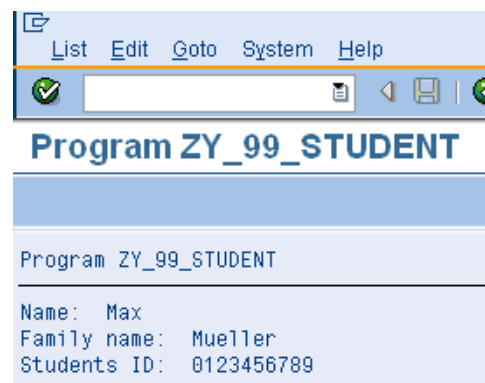 List Edit Goto System Help
Program ZY_99_STUDENT
Program ZY_99_STUDENT
Name: Max
Family name: Mueller
Students ID: 0123456789